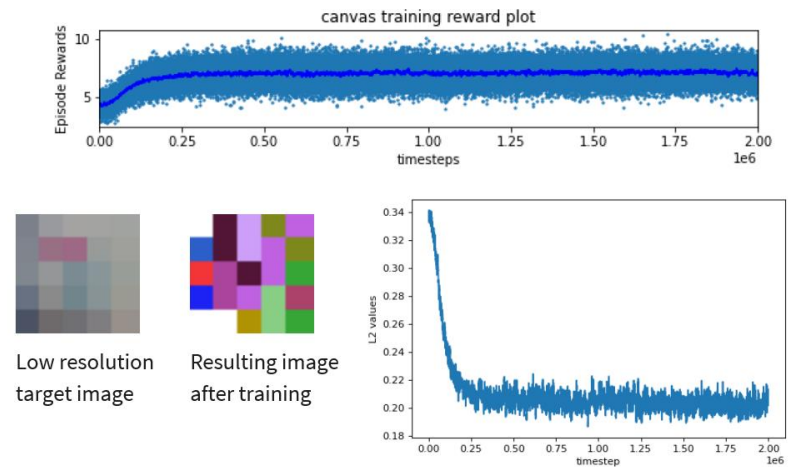 canvas training reward plot
Episode Rewards
10
5
0.00 0.25 0.50 0.75 1.00 1.25 1.50 1.75 2.00
1e6
timesteps
Low resolution
target image
Resulting image
after training
L2 values
0.34
0.32
0.30
0.28
0.26
0.24
0.22
0.20
0.18
0.00 0.25 0.50 0.75 1.00 1.25 1.50 1.75 2.00
1e6
timestep